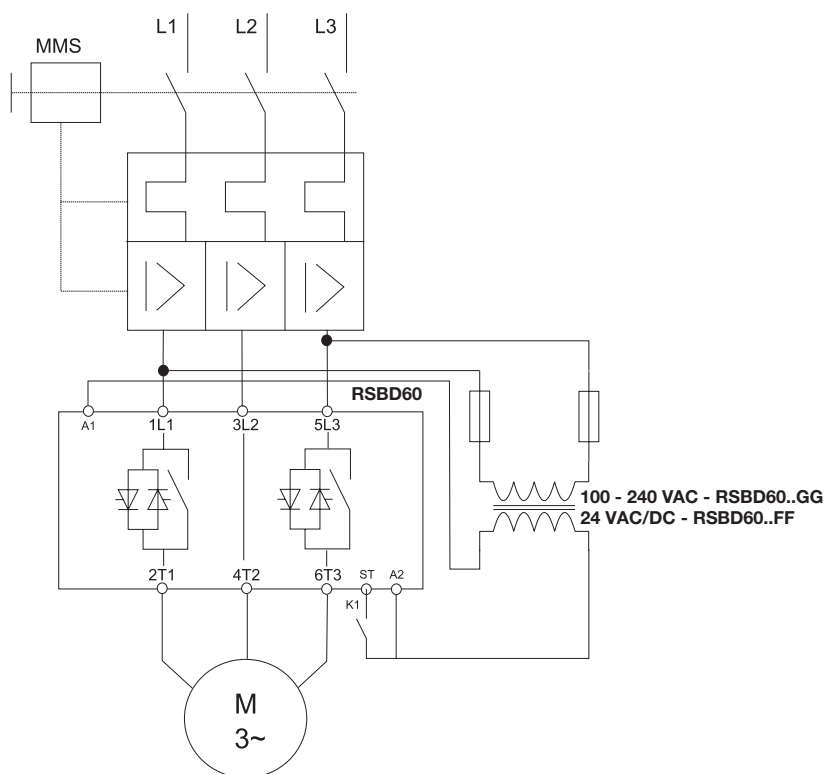 L1 L2 L3
MMS
RSBD60
A1 1L1 3L2 5L3
100 - 240 VAC - RSBD60..GG
24 VAC/DC - RSBD60..FF
2T1 4T2 6T3 ST A2
K1
M
3~